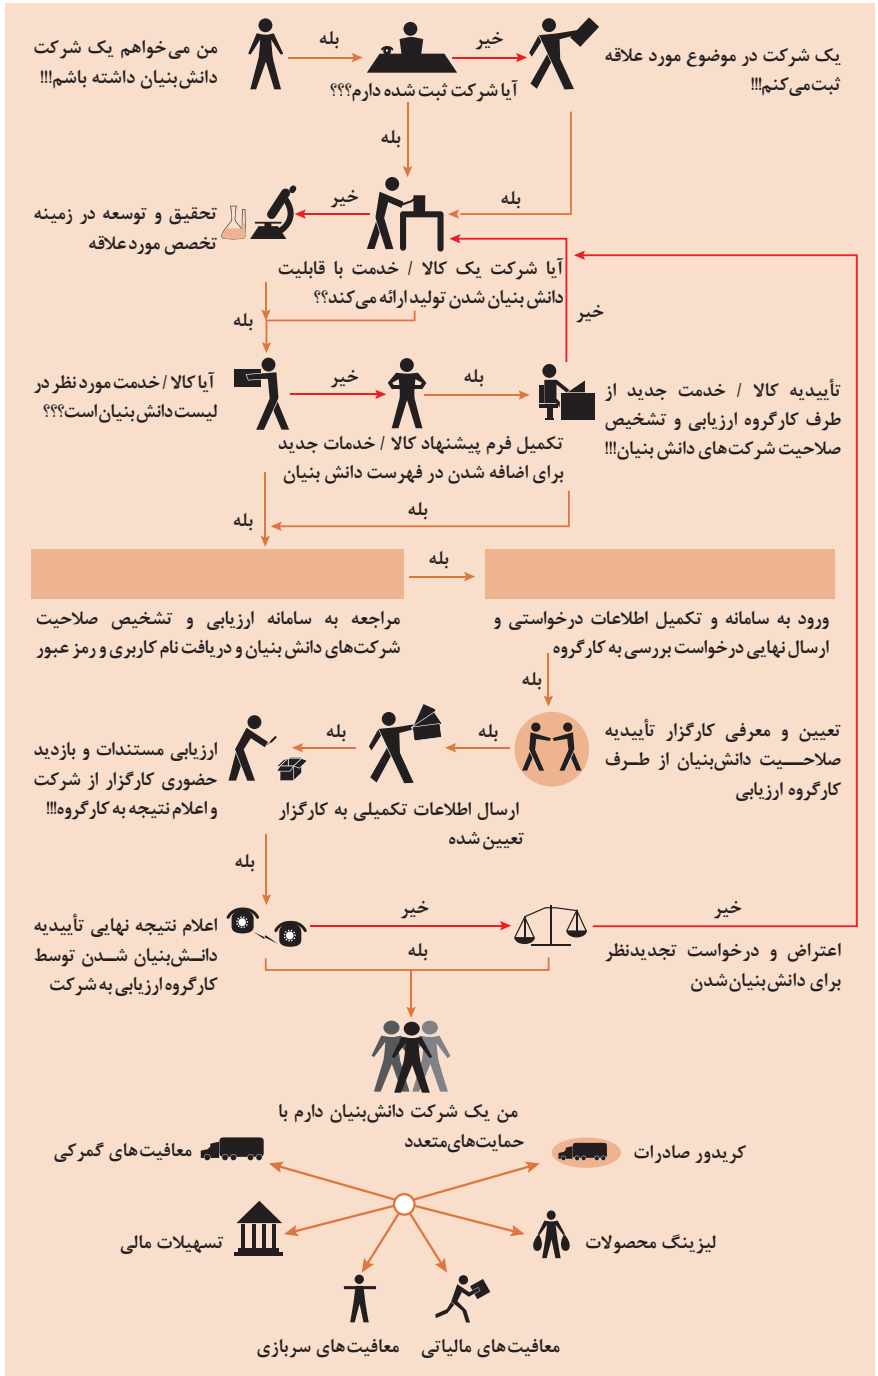 من می‌خواهم یک شرکت
دانش‌بنیان داشته باشم!!!
بله
آیا شرکت ثبت شده دارم؟؟؟
خیر
یک شرکت در موضوع مورد علاقه
ثبت‌می‌کنم!!!
بله
بله
خیر
تحقیق و توسعه در زمینه
تخصص مورد علاقه
آیا شرکت یک کالا / خدمت با قابلیت
دانش‌بنیان شدن تولید ارائه می‌کند؟؟
خیر
بله
آیا کالا / خدمت مورد نظر در
لیست دانش‌بنیان است؟؟؟
خیر
بله
تکمیل فرم پیشنهاد کالا / خدمات جدید
برای اضافه شدن در فهرست دانش بنیان
تأییدیه کالا / خدمت جدید از
طرف کارگروه ارزیابی و تشخیص
صلاحیت شرکت‌های دانش بنیان!!!
بله
بله
بله
مراجعه به سامانه ارزیابی و تشخیص صلاحیت
شرکت‌های دانش بنیان و دریافت نام کاربری و رمز عبور
ورود به سامانه و تکمیل اطلاعات درخواستی و
ارسال نهایی درخواست بررسی به کارگروه
بله
تعیین و معرفی کارگزار تأییدیه
صلاحـــیت دانش‌بنیان از طـــرف
کارگروه ارزیابی
بله
ارسال اطلاعات تکمیلی به کارگزار
تعیین شده
بله
ارزیابی مستندات و بازدید
حضوری کارگزار از شرکت
و اعلام نتیجه به کارگروه!!!
بله
اعلام نتیجه نهایی تأییدیه
دانــش‌بنیان شــدن توسط
کارگروه ارزیابی به شرکت
خیر
بله
خیر
اعتراض و درخواست تجدیدنظر
برای دانش‌بنیان‌شدن
من یک شرکت دانش‌بنیان دارم با
حمایت‌های‌متعدد
کریدور صادرات
معافیت‌های گمرکی
لیزینگ محصولات
تسهیلات مالی
معافیت‌های مالیاتی
معافیت‌های سربازی